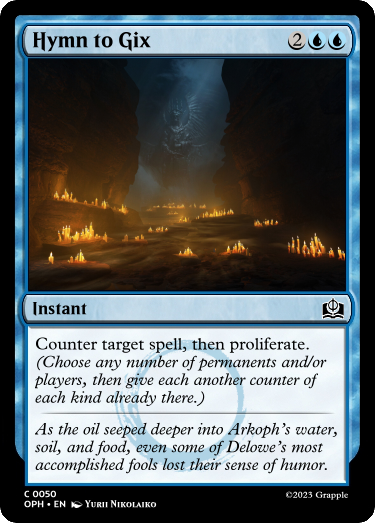 Hymn to Gix 2
Instant
Counter target spell, then proliferate.
(Choose any number of permanents and/or
players, then give each another counter of
each kind already there.)
As the oil seeped deeper into Arkoph's water,
soil, and food, even some of Delowe's most
accomplished fools lost their sense of humor.
C 0050
OPH • EN Yurii Nikolaiko
©2023 Grapple